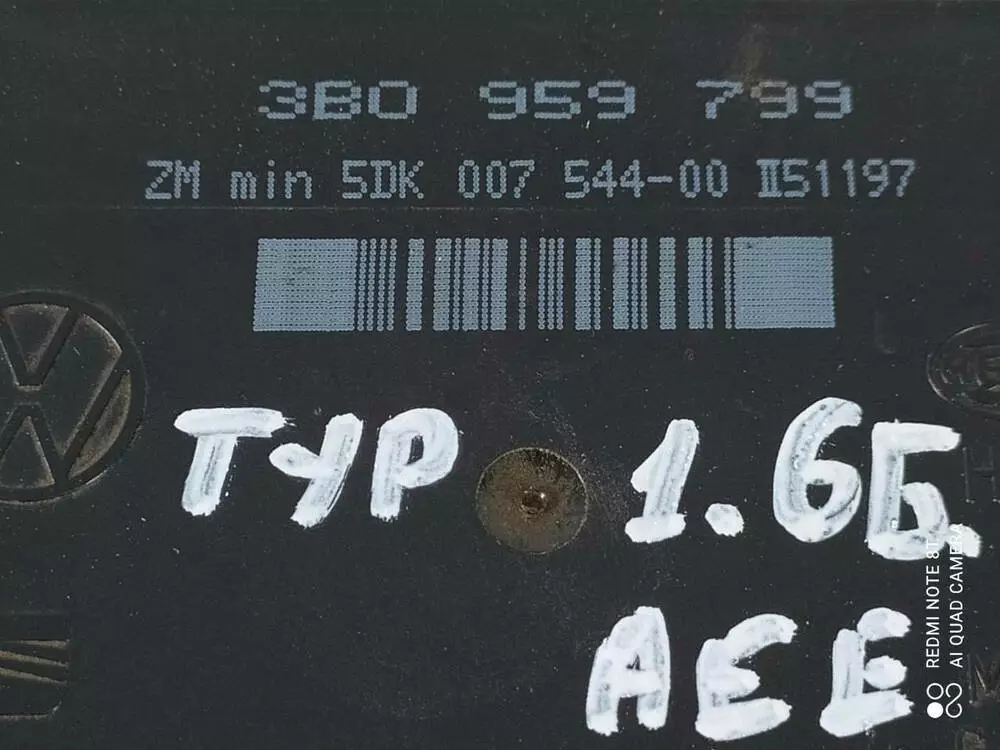 3B0 959 799
ZM min 5DK 007 544-00 II51197
ТУР 1.6Б.
АЕЕ
REDMI NOTE 8T
AI QUAD CAMERA